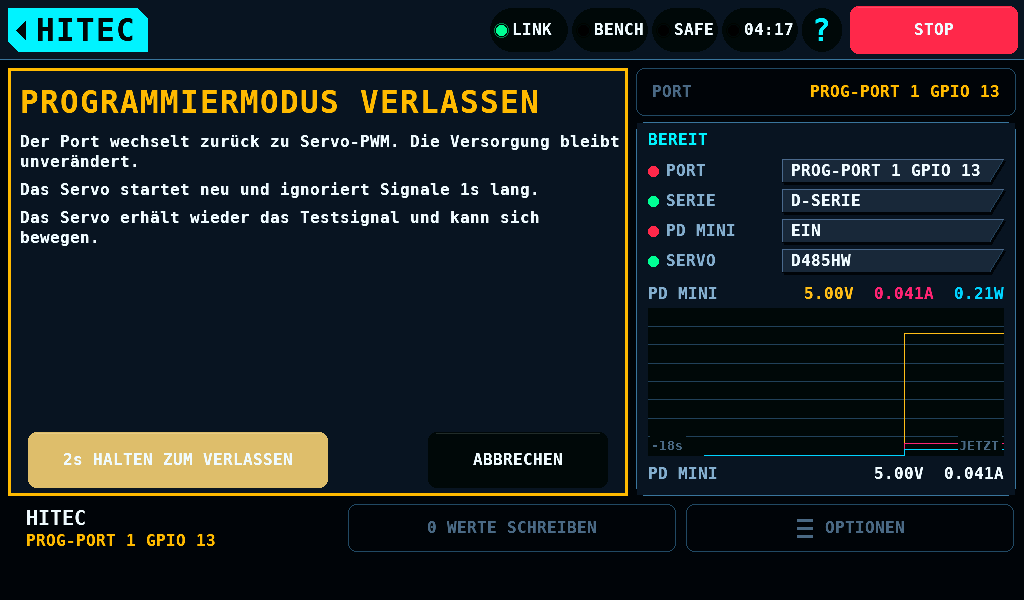 HITEC
LINK
BENCH
SAFE
04:17
?
STOP
PROGRAMMIERMODUS VERLASSEN
Der Port wechselt zurück zu Servo-PWM. Die Versorgung bleibt
unverändert.
Das Servo startet neu und ignoriert Signale 1s lang.
Das Servo erhält wieder das Testsignal und kann sich
bewegen.
2s HALTEN ZUM VERLASSEN
ABBRECHEN
PORT PROG-PORT 1 GPIO 13
BEREIT
PORT PROG-PORT 1 GPIO 13
SERIE D-SERIE
PD MINI EIN
SERVO D485HW
PD MINI 5.00V 0.041A 0.21W
-18s JETZT
PD MINI 5.00V 0.041A
HITEC
PROG-PORT 1 GPIO 13
0 WERTE SCHREIBEN
OPTIONEN